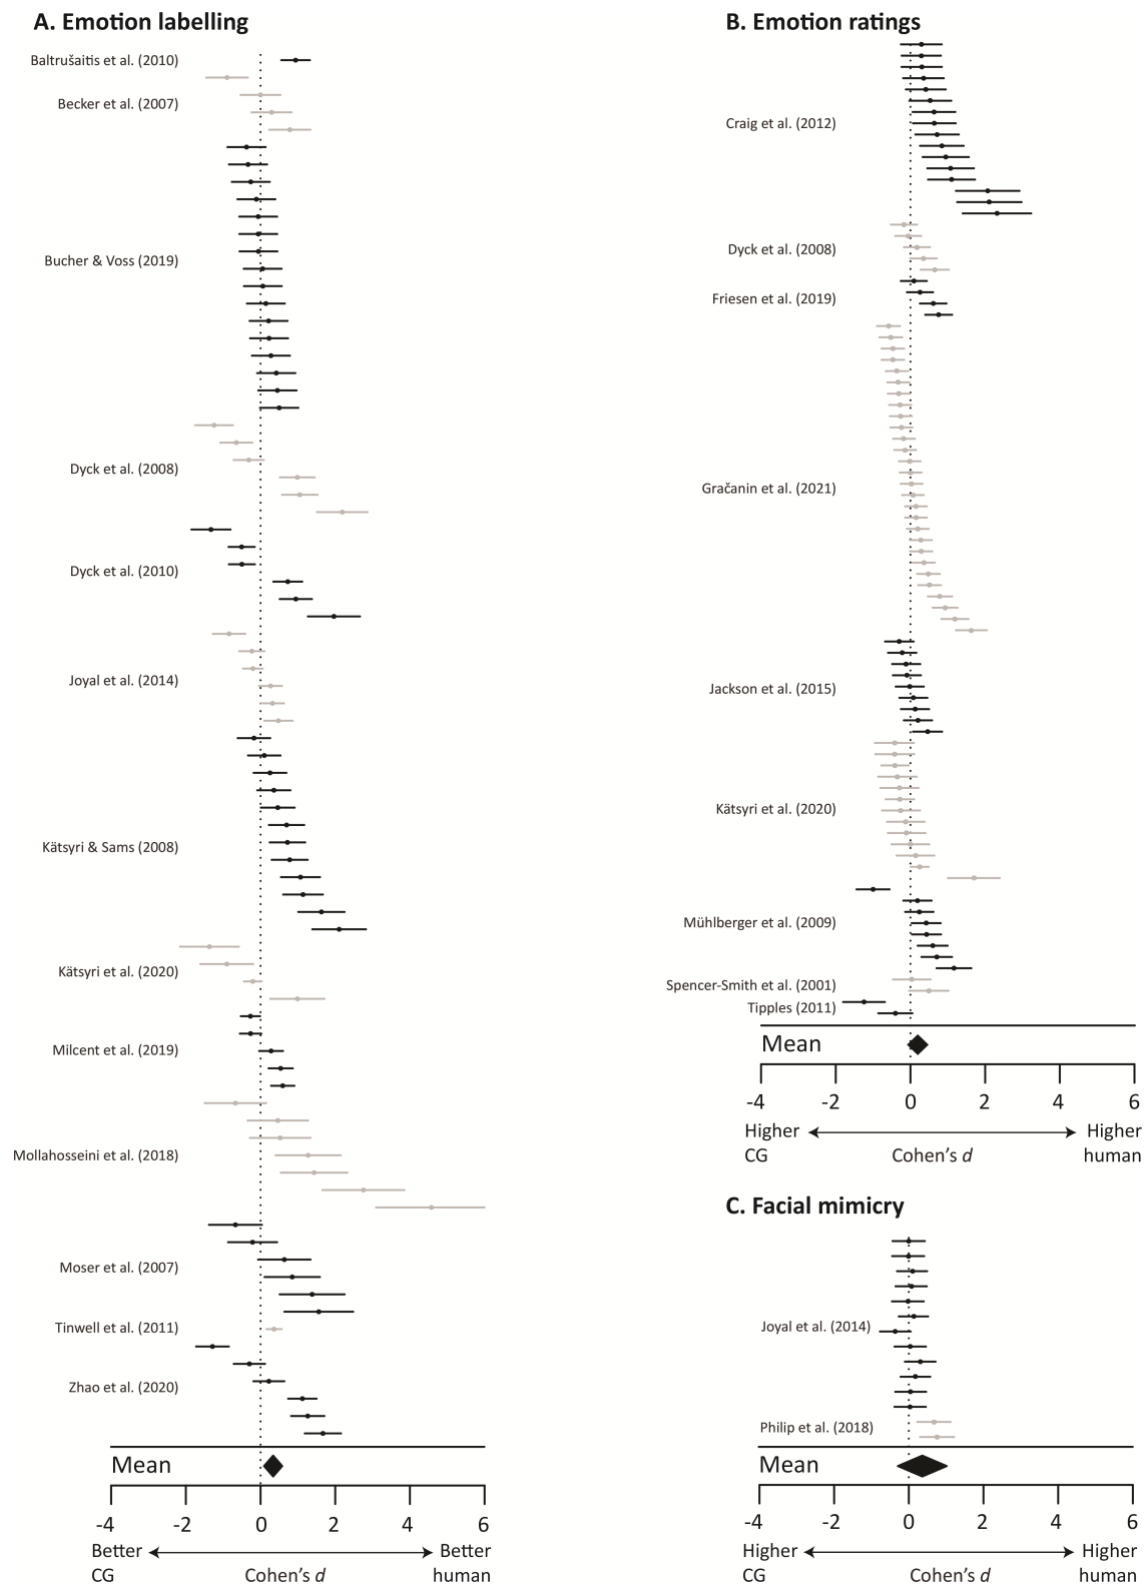 A. Emotion labelling
Baltrušaitis et al. (2010)
Becker et al. (2007)
Bucher & Voss (2019)
Dyck et al. (2008)
Dyck et al. (2010)
Joyal et al. (2014)
Kätsyri & Sams (2008)
Kätsyri et al. (2020)
Milcent et al. (2019)
Mollahosseini et al. (2018)
Moser et al. (2007)
Tinwell et al. (2011)
Zhao et al. (2020)
Mean
-4 -2 0 2 4 6
Better CG
Cohen's d
Better human
B. Emotion ratings
Craig et al. (2012)
Dyck et al. (2008)
Friesen et al. (2019)
Gračanin et al. (2021)
Jackson et al. (2015)
Kätsyri et al. (2020)
Mühlberger et al. (2009)
Spencer-Smith et al. (2001)
Tipples (2011)
Mean
-4 -2 0 2 4 6
Higher CG
Cohen's d
Higher human
C. Facial mimicry
Joyal et al. (2014)
Philip et al. (2018)
Mean
-4 -2 0 2 4 6
Higher CG
Cohen's d
Higher human